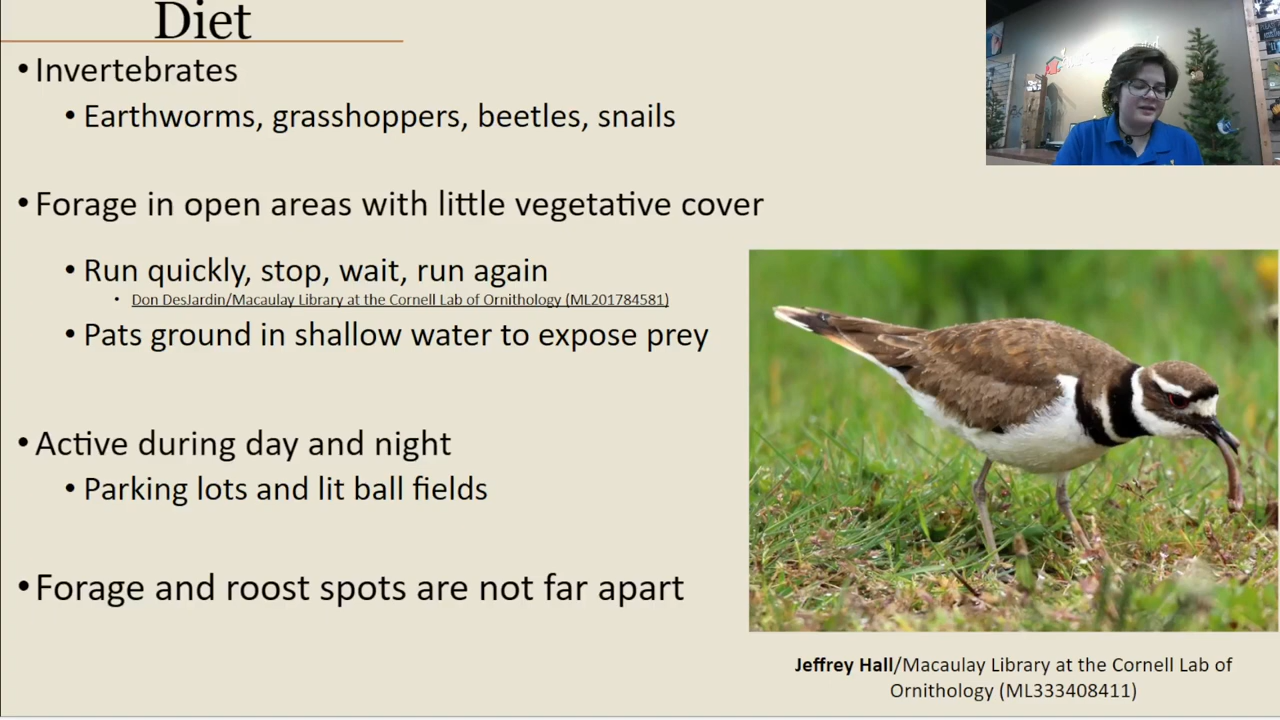 Diet
• Invertebrates
• Earthworms, grasshoppers, beetles, snails
• Forage in open areas with little vegetative cover
• Run quickly, stop, wait, run again
• Don DesJardin/Macaulay Library at the Cornell Lab of Ornithology (ML201784581)
• Pats ground in shallow water to expose prey
• Active during day and night
• Parking lots and lit ball fields
• Forage and roost spots are not far apart
Jeffrey Hall/Macaulay Library at the Cornell Lab of
Ornithology (ML333408411)